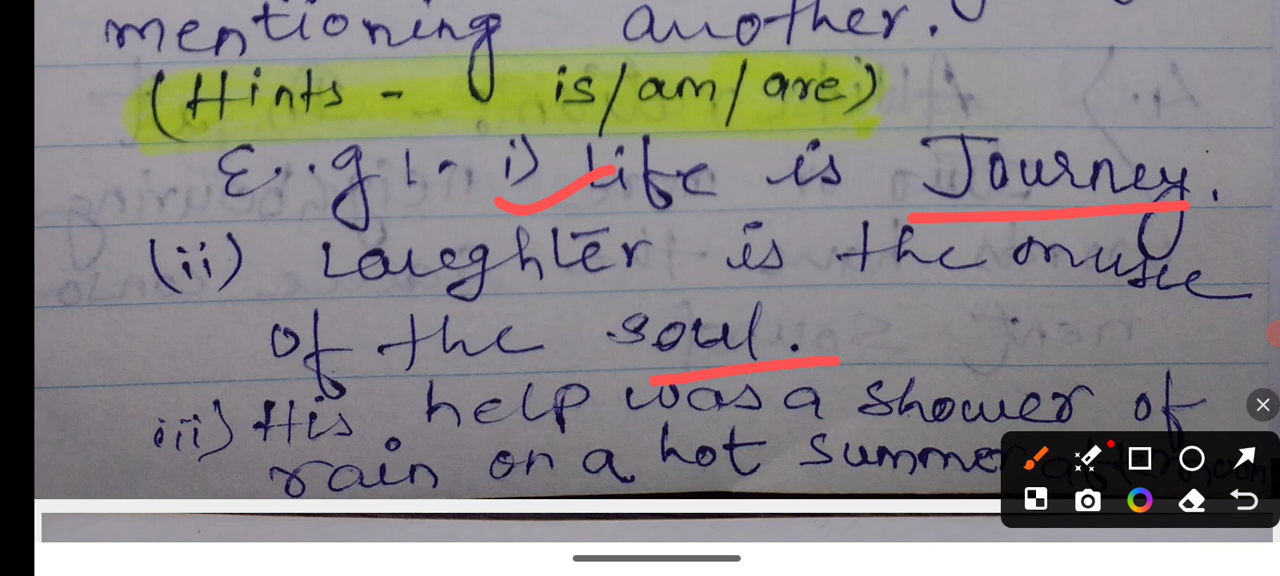 mentioning another.
(Hints - is/am/are)
E.g :- i) Life is Journey.
(ii) Laughter is the music
of the soul.
iii) His help was a shower of
rain on a hot summer